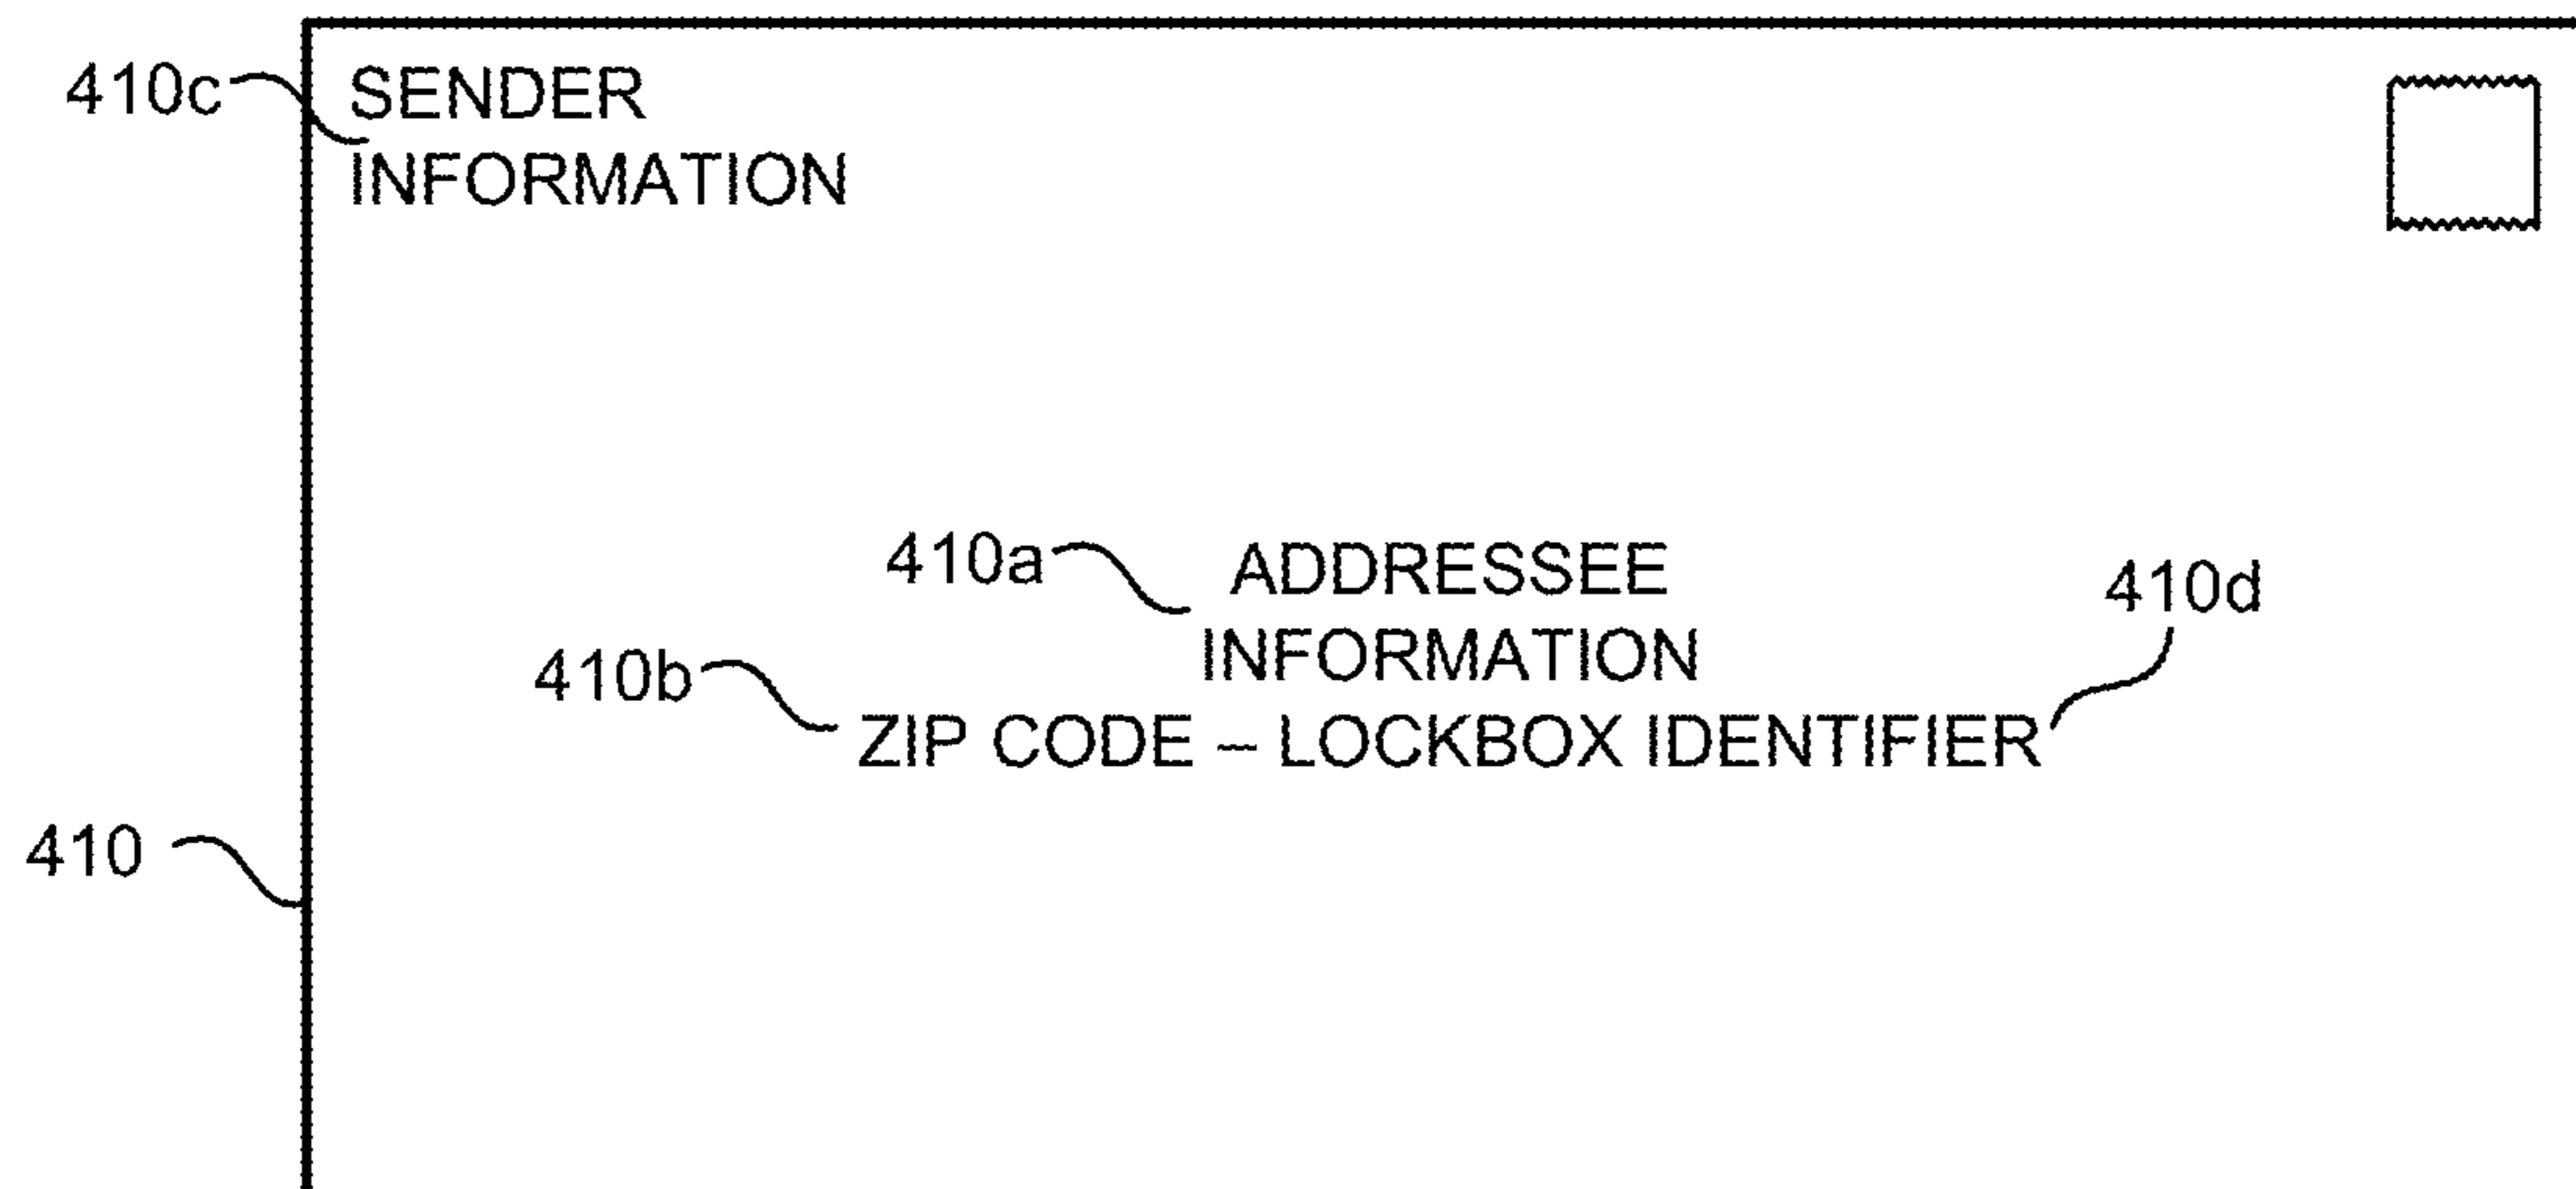 410c SENDER
INFORMATION
410a ADDRESSEE
410d
INFORMATION
410b
ZIP CODE – LOCKBOX IDENTIFIER
410